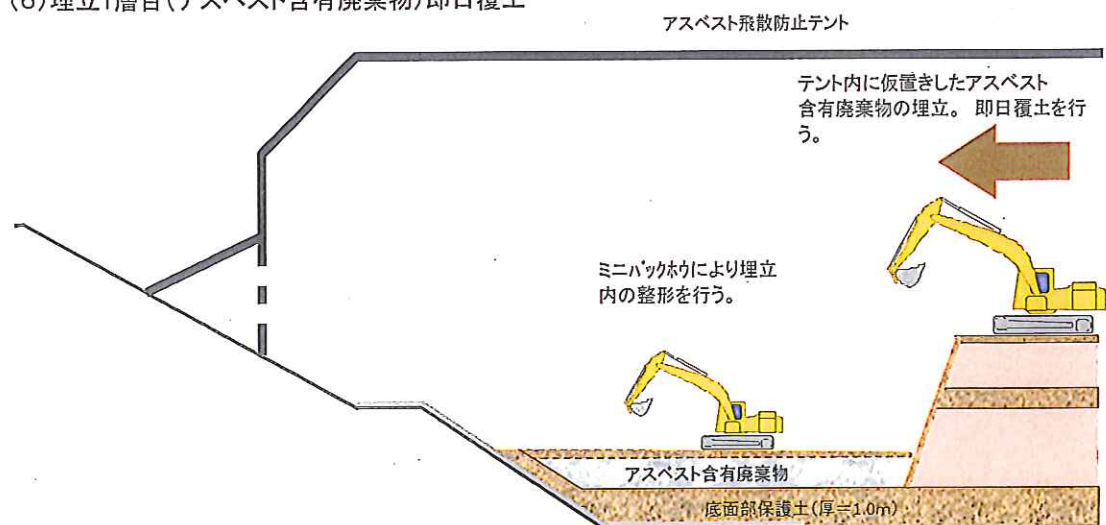 (6)埋立1層目(アスベスト含有廃棄物)即日覆土
アスベスト飛散防止テント
テント内に仮置きしたアスベスト
含有廃棄物の埋立。 即日覆土を行
う。
ミニバックホウにより埋立
内の整形を行う。
アスベスト含有廃棄物
底面部保護土(厚=1.0m)